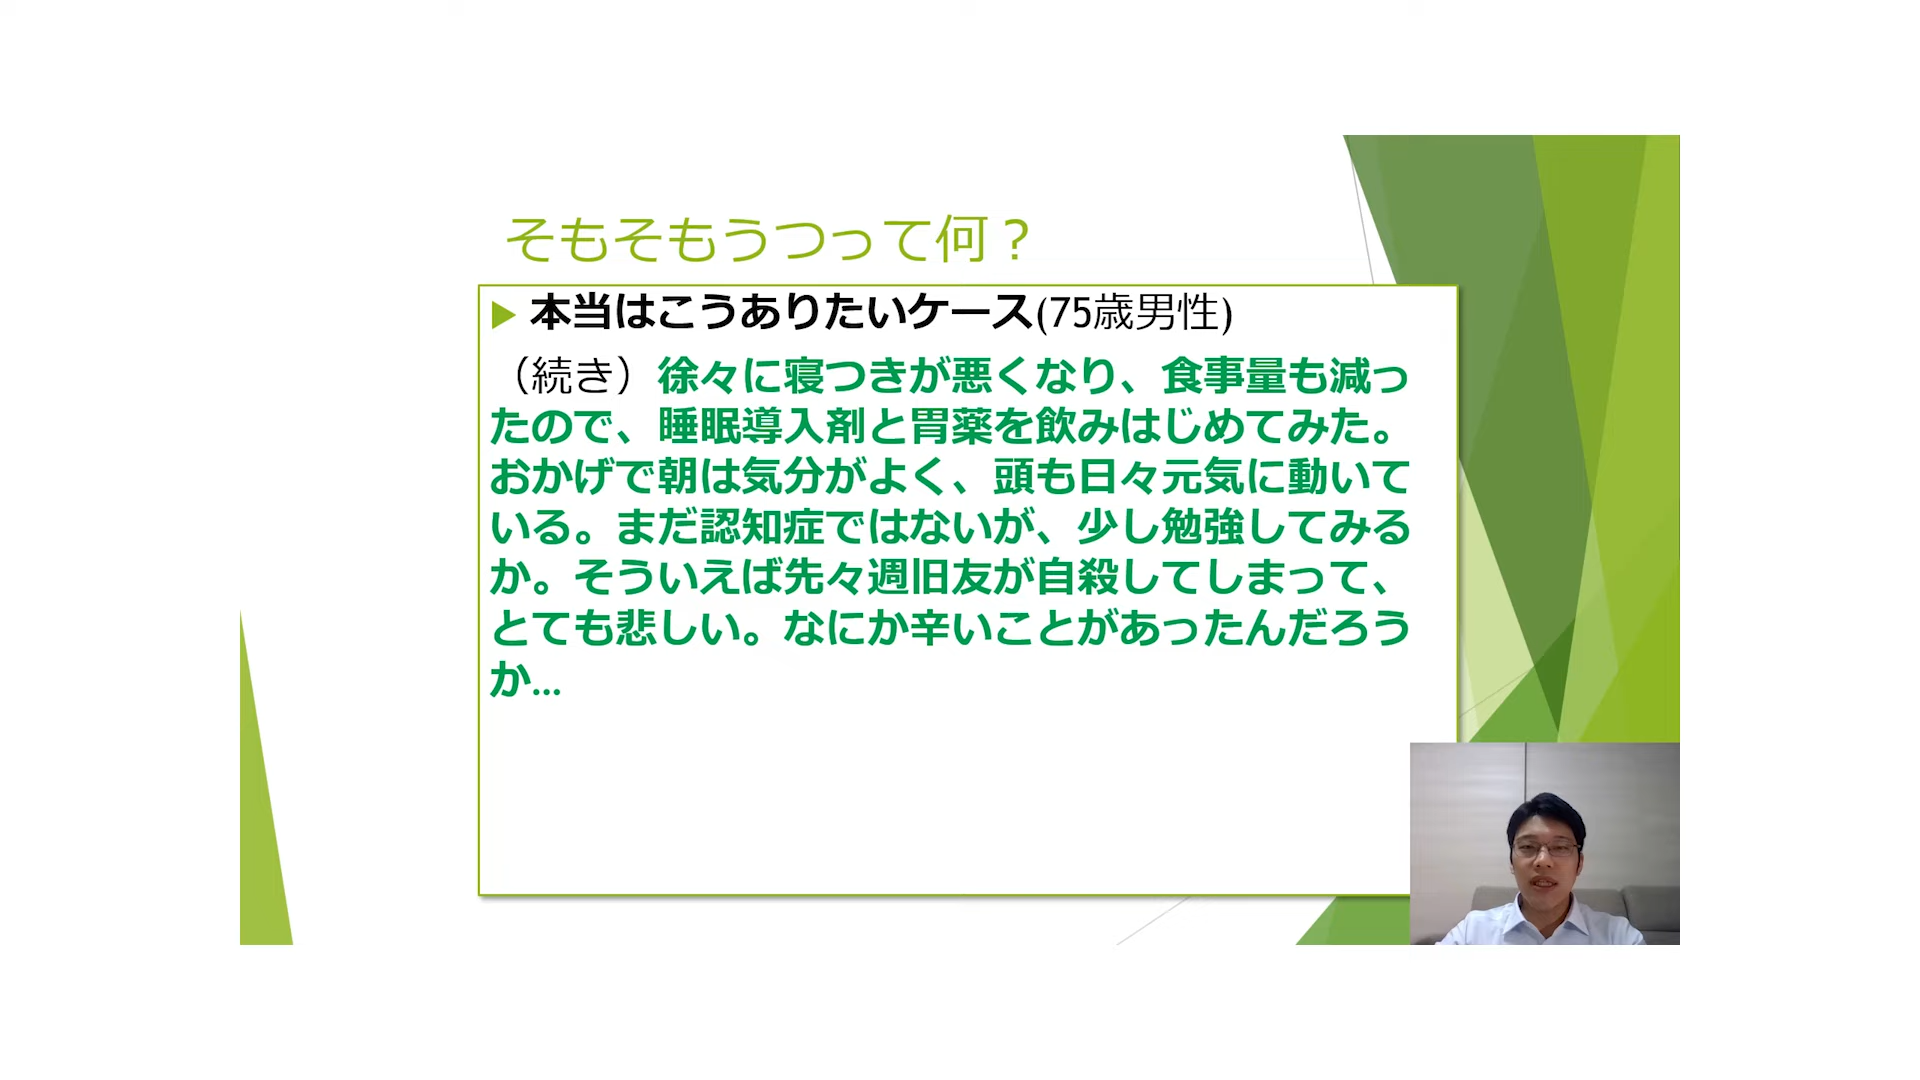 そもそもうつって何？
本当はこうありたいケース(75歳男性)
（続き）徐々に寝つきが悪くなり、食事量も減っ
たので、睡眠導入剤と胃薬を飲みはじめてみた。
おかげで朝は気分がよく、頭も日々元気に動いて
いる。まだ認知症ではないが、少し勉強してみる
か。そういえば先々週旧友が自殺してしまって、
とても悲しい。なにか辛いことがあったんだろう
か…